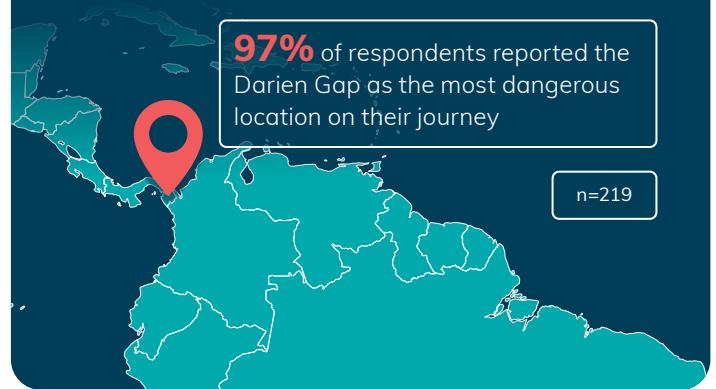 97% of respondents reported the
Darien Gap as the most dangerous
location on their journey
n=219